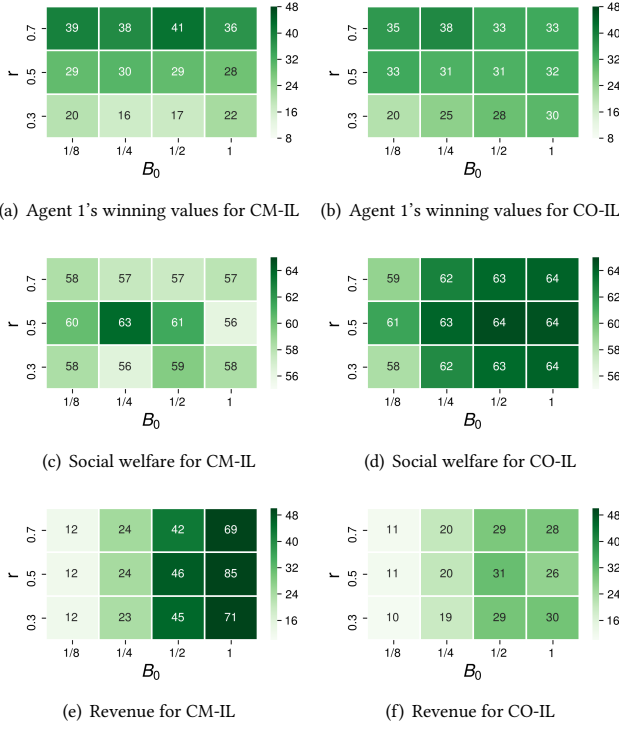 39 38 41 36
29 30 29 28
20 16 17 22
0.7
0.5
0.3
r
1/8 1/4 1/2 1
B0
48
40
32
24
16
8
35 38 33 33
33 31 31 32
20 25 28 30
0.7
0.5
0.3
r
1/8 1/4 1/2 1
B0
48
40
32
24
16
8
a) Agent 1's winning values for CM-IL
(b) Agent 1's winning values for CO-IL
58 57 57 57
60 63 61 56
58 56 59 58
0.7
0.5
0.3
r
1/8 1/4 1/2 1
B0
64
62
60
58
56
59 62 63 64
61 63 64 64
58 62 63 64
0.7
0.5
0.3
r
1/8 1/4 1/2 1
B0
64
62
60
58
56
(c) Social welfare for CM-IL
(d) Social welfare for CO-IL
12 24 42 69
12 24 46 85
12 23 45 71
0.7
0.5
0.3
r
1/8 1/4 1/2 1
B0
48
40
32
24
16
11 20 29 28
11 20 31 26
10 19 29 30
0.7
0.5
0.3
r
1/8 1/4 1/2 1
B0
48
40
32
24
16
(e) Revenue for CM-IL
(f) Revenue for CO-IL